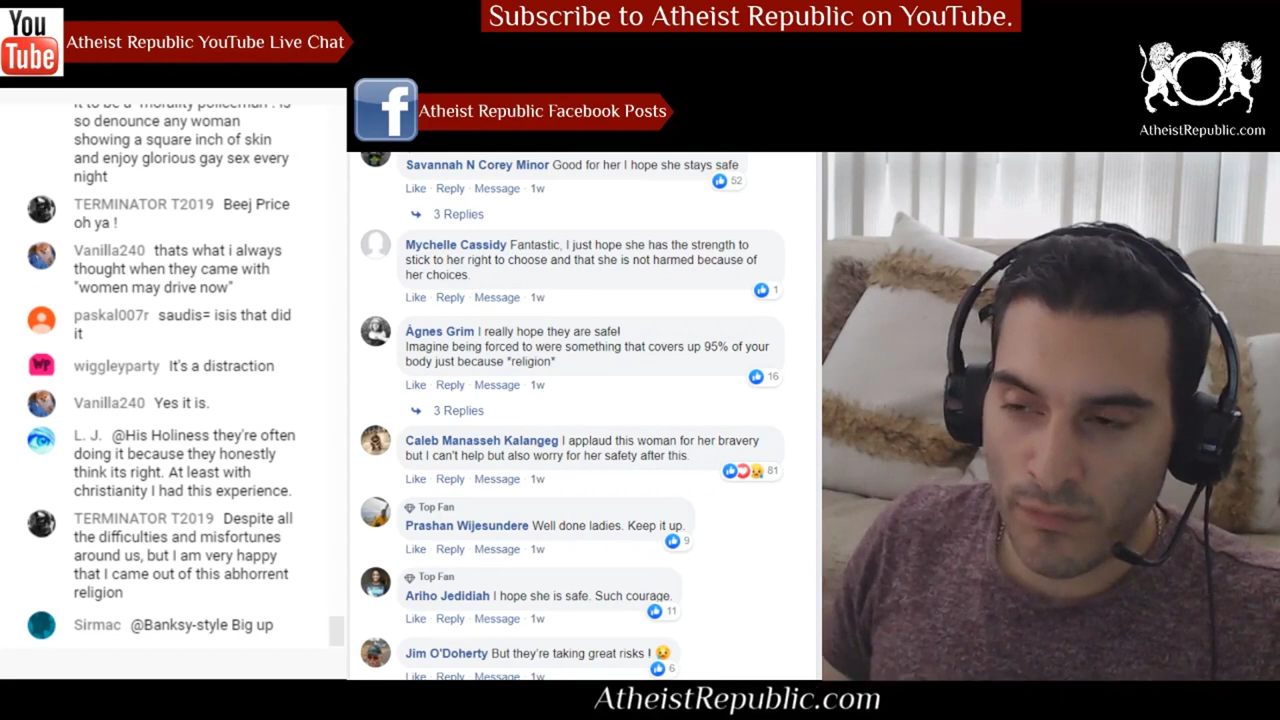 Subscribe to Atheist Republic on YouTube.
You
Tube
Atheist Republic YouTube Live Chat
AtheistRepublic.com
Atheist Republic Facebook Posts
it to be a "morality policeman". Is
so denounce any woman
showing a square inch of skin
and enjoy glorious gay sex every
night
TERMINATOR T2019 Beej Price
oh ya !
Vanilla240 thats what i always
thought when they came with
"women may drive now"
paskal007r saudis= isis that did
it
WP
wiggleyparty It's a distraction
Vanilla240 Yes it is.
L. J. @His Holiness they're often
doing it because they honestly
think its right. At least with
christianity I had this experience.
TERMINATOR T2019 Despite all
the difficulties and misfortunes
around us, but I am very happy
that I came out of this abhorrent
religion
Sirmac @Banksy-style Big up
Savannah N Corey Minor Good for her I hope she stays safe
52
Like · Reply · Message · 1w
3 Replies
Mychelle Cassidy Fantastic, I just hope she has the strength to
stick to her right to choose and that she is not harmed because of
her choices.
1
Like · Reply · Message · 1w
Ágnes Grim I really hope they are safe!
Imagine being forced to were something that covers up 95% of your
body just because *religion*
16
Like · Reply · Message · 1w
3 Replies
Caleb Manasseh Kalangeg I applaud this woman for her bravery
but I can't help but also worry for her safety after this.
81
Like · Reply · Message · 1w
Top Fan
Prashan Wijesundere Well done ladies. Keep it up.
9
Like · Reply · Message · 1w
Top Fan
Ariho Jedidiah I hope she is safe. Such courage.
11
Like · Reply · Message · 1w
Jim O'Doherty But they're taking great risks ! 😥
6
Like · Reply · Message · 1w
AtheistRepublic.com